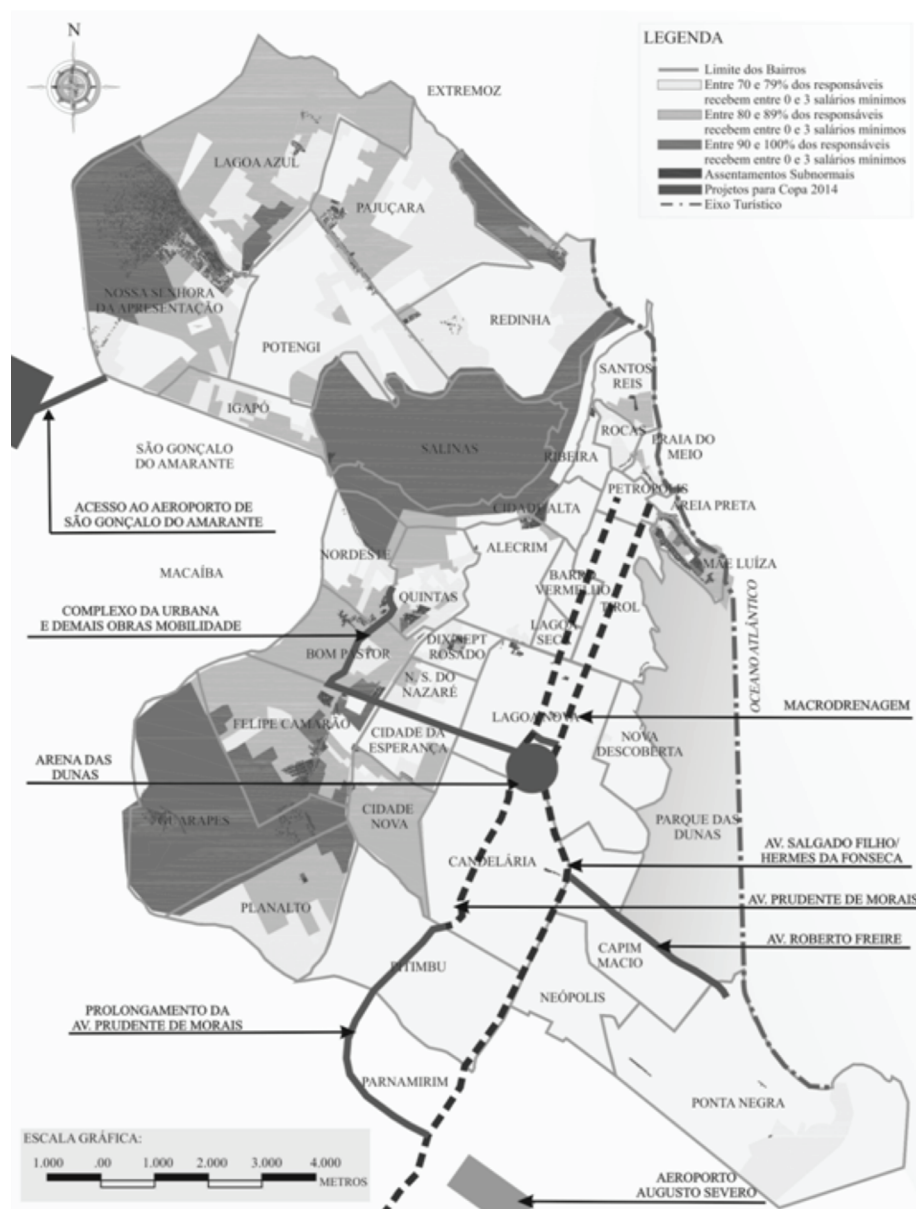 N
LEGENDA
Limite dos Bairros
Entre 70 e 79% dos responsáveis
recebem entre 0 e 3 salários mínimos
Entre 80 e 89% dos responsáveis
recebem entre 0 e 3 salários mínimos
Entre 90 e 100% dos responsáveis
recebem entre 0 e 3 salários mínimos
Assentamentos Subnormais
Projetos para Copa 2014
Eixo Turístico
EXTREMOZ
LAGOA AZUL
PAJUÇARA
NOSSA SENHORA
DA APRESENTAÇÃO
REDINHA
POTENGI
SANTOS
REIS
IGAPÓ
ROCAS
PRAIA DO
MEIO
SÃO GONÇALO
DO AMARANTE
SALINAS
RIBEIRA
PETRÓPOLIS
AREIA PRETA
ACESSO AO AEROPORTO DE
SÃO GONÇALO DO AMARANTE
CIDADE ALTA
NORDESTE
ALECRIM
MÃE LUÍZA
MACAÍBA
BARRO
VERMELHO
QUINTAS
TIROL
COMPLEXO DA URBANA
E DEMAIS OBRAS MOBILIDADE
LAGOA
SECA
DIX-SEPT
ROSADO
BOM PASTOR
N. S. DO
NAZARÉ
OCEANO ATLÂNTICO
MACRODRENAGEM
FELIPE CAMARÃO
LAGOA NOVA
CIDADE DA
ESPERANÇA
NOVA
DESCOBERTA
ARENA DAS
DUNAS
CIDADE
NOVA
GUARAPES
PARQUE DAS
DUNAS
AV. SALGADO FILHO/
HERMES DA FONSECA
CANDELÁRIA
AV. PRUDENTE DE MORAIS
PLANALTO
AV. ROBERTO FREIRE
CAPIM
MACIO
PITIMBU
NEÓPOLIS
PROLONGAMENTO DA
AV. PRUDENTE DE MORAIS
PARNAMIRIM
PONTA NEGRA
ESCALA GRÁFICA:
1.000 .00 1.000 2.000 3.000 4.000
METROS
AEROPORTO
AUGUSTO SEVERO